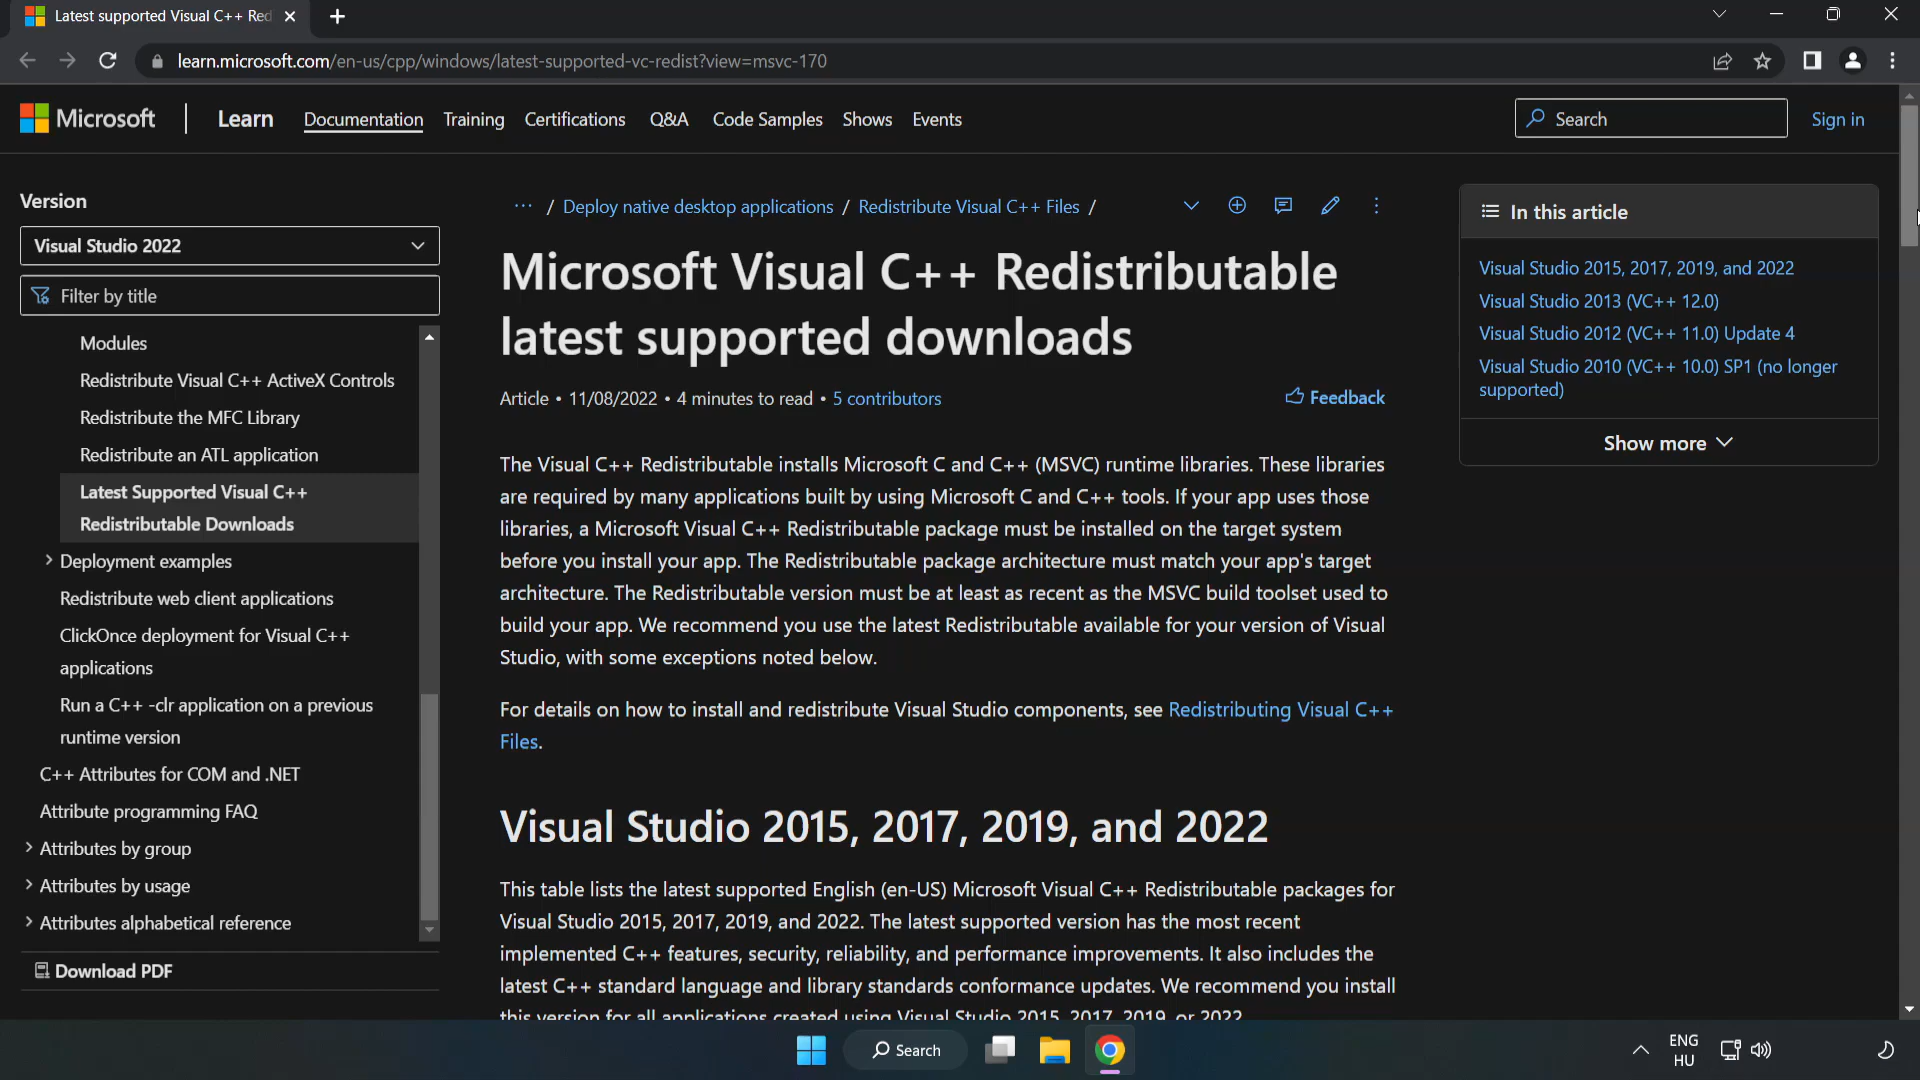 Latest supported Visual C++ Red
learn.microsoft.com/en-us/cpp/windows/latest-supported-vc-redist?view=msvc-170
Microsoft
Learn
Documentation
Training
Certifications
Q&A
Code Samples
Shows
Events
Search
Sign in
Version
Visual Studio 2022
Filter by title
Modules
Redistribute Visual C++ ActiveX Controls
Redistribute the MFC Library
Redistribute an ATL application
Latest Supported Visual C++
Redistributable Downloads
Deployment examples
Redistribute web client applications
ClickOnce deployment for Visual C++
applications
Run a C++ -clr application on a previous
runtime version
C++ Attributes for COM and .NET
Attribute programming FAQ
Attributes by group
Attributes by usage
Attributes alphabetical reference
Download PDF
··· / Deploy native desktop applications / Redistribute Visual C++ Files /
Microsoft Visual C++ Redistributable
latest supported downloads
Article • 11/08/2022 • 4 minutes to read • 5 contributors
Feedback
The Visual C++ Redistributable installs Microsoft C and C++ (MSVC) runtime libraries. These libraries
are required by many applications built by using Microsoft C and C++ tools. If your app uses those
libraries, a Microsoft Visual C++ Redistributable package must be installed on the target system
before you install your app. The Redistributable package architecture must match your app's target
architecture. The Redistributable version must be at least as recent as the MSVC build toolset used to
build your app. We recommend you use the latest Redistributable available for your version of Visual
Studio, with some exceptions noted below.
For details on how to install and redistribute Visual Studio components, see Redistributing Visual C++
Files.
Visual Studio 2015, 2017, 2019, and 2022
This table lists the latest supported English (en-US) Microsoft Visual C++ Redistributable packages for
Visual Studio 2015, 2017, 2019, and 2022. The latest supported version has the most recent
implemented C++ features, security, reliability, and performance improvements. It also includes the
latest C++ standard language and library standards conformance updates. We recommend you install
this version for all applications created using Visual Studio 2015, 2017, 2019, or 2022.
In this article
Visual Studio 2015, 2017, 2019, and 2022
Visual Studio 2013 (VC++ 12.0)
Visual Studio 2012 (VC++ 11.0) Update 4
Visual Studio 2010 (VC++ 10.0) SP1 (no longer
supported)
Show more
Search
ENG
HU